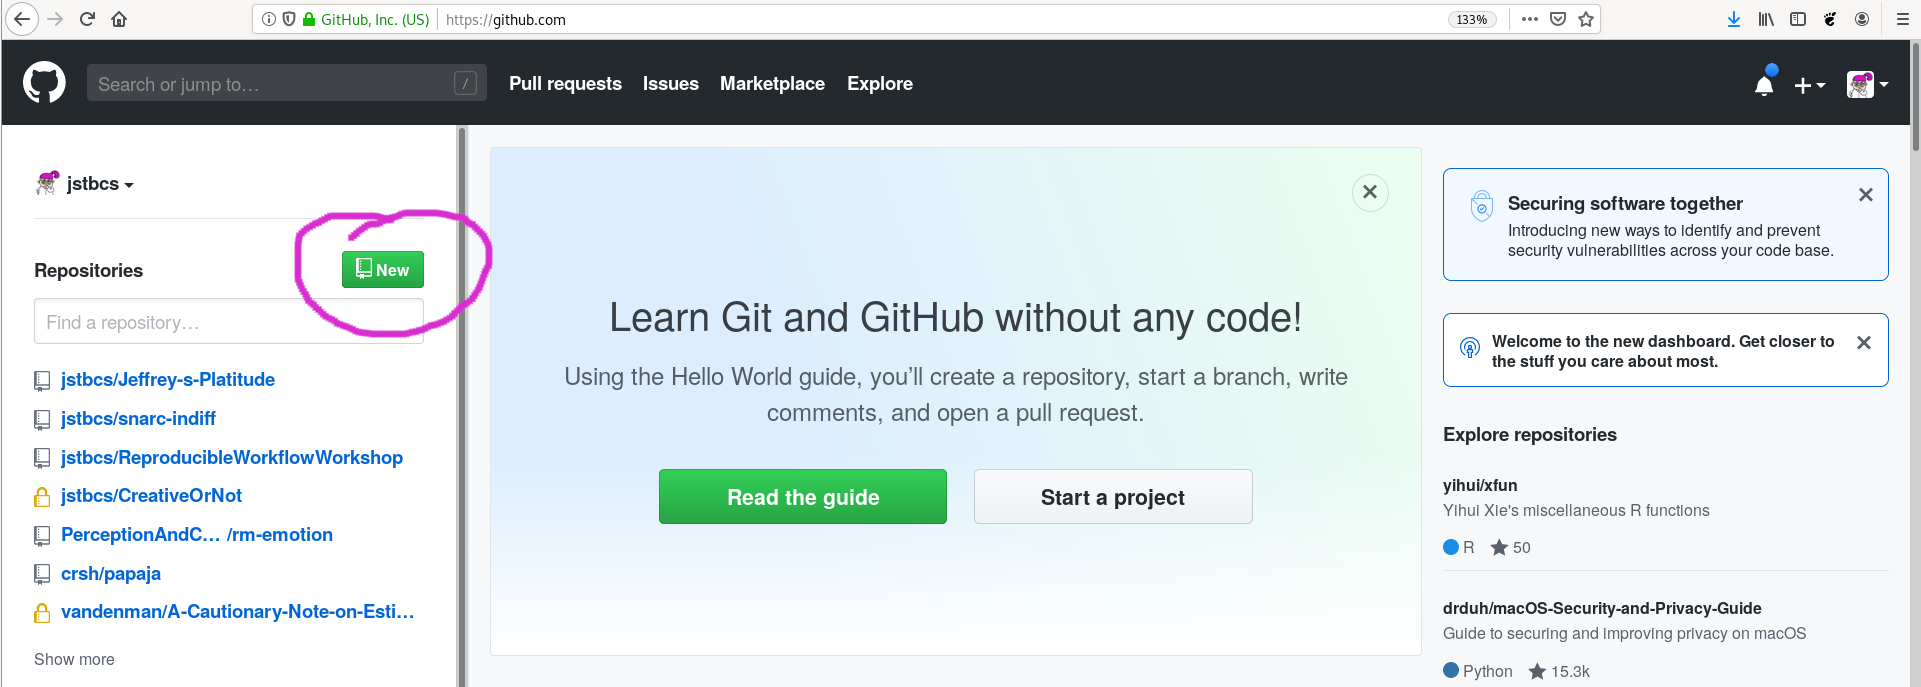 GitHub, Inc. (US) https://github.com 133%
Search or jump to… / Pull requests Issues Marketplace Explore
jstbcs
Repositories New
Find a repository…
jstbcs/Jeffrey-s-Platitude
jstbcs/snarc-indiff
jstbcs/ReproducibleWorkflowWorkshop
jstbcs/CreativeOrNot
PerceptionAndC… /rm-emotion
crsh/papaja
vandenman/A-Cautionary-Note-on-Esti…
Show more
Learn Git and GitHub without any code!
Using the Hello World guide, you’ll create a repository, start a branch, write
comments, and open a pull request.
Read the guide Start a project
Securing software together
Introducing new ways to identify and prevent
security vulnerabilities across your code base.
Welcome to the new dashboard. Get closer to
the stuff you care about most.
Explore repositories
yihui/xfun
Yihui Xie's miscellaneous R functions
R 50
drduh/macOS-Security-and-Privacy-Guide
Guide to securing and improving privacy on macOS
Python 15.3k